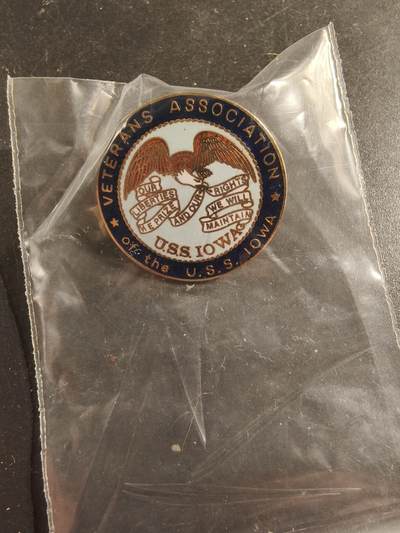 VETERANS ASSOCIATION
of the U.S.S. IOWA
OUR
LIBERTIES
WE PRIZE
AND OUR
RIGHTS
WE WILL
MAINTAIN
U.S.S. IOWA